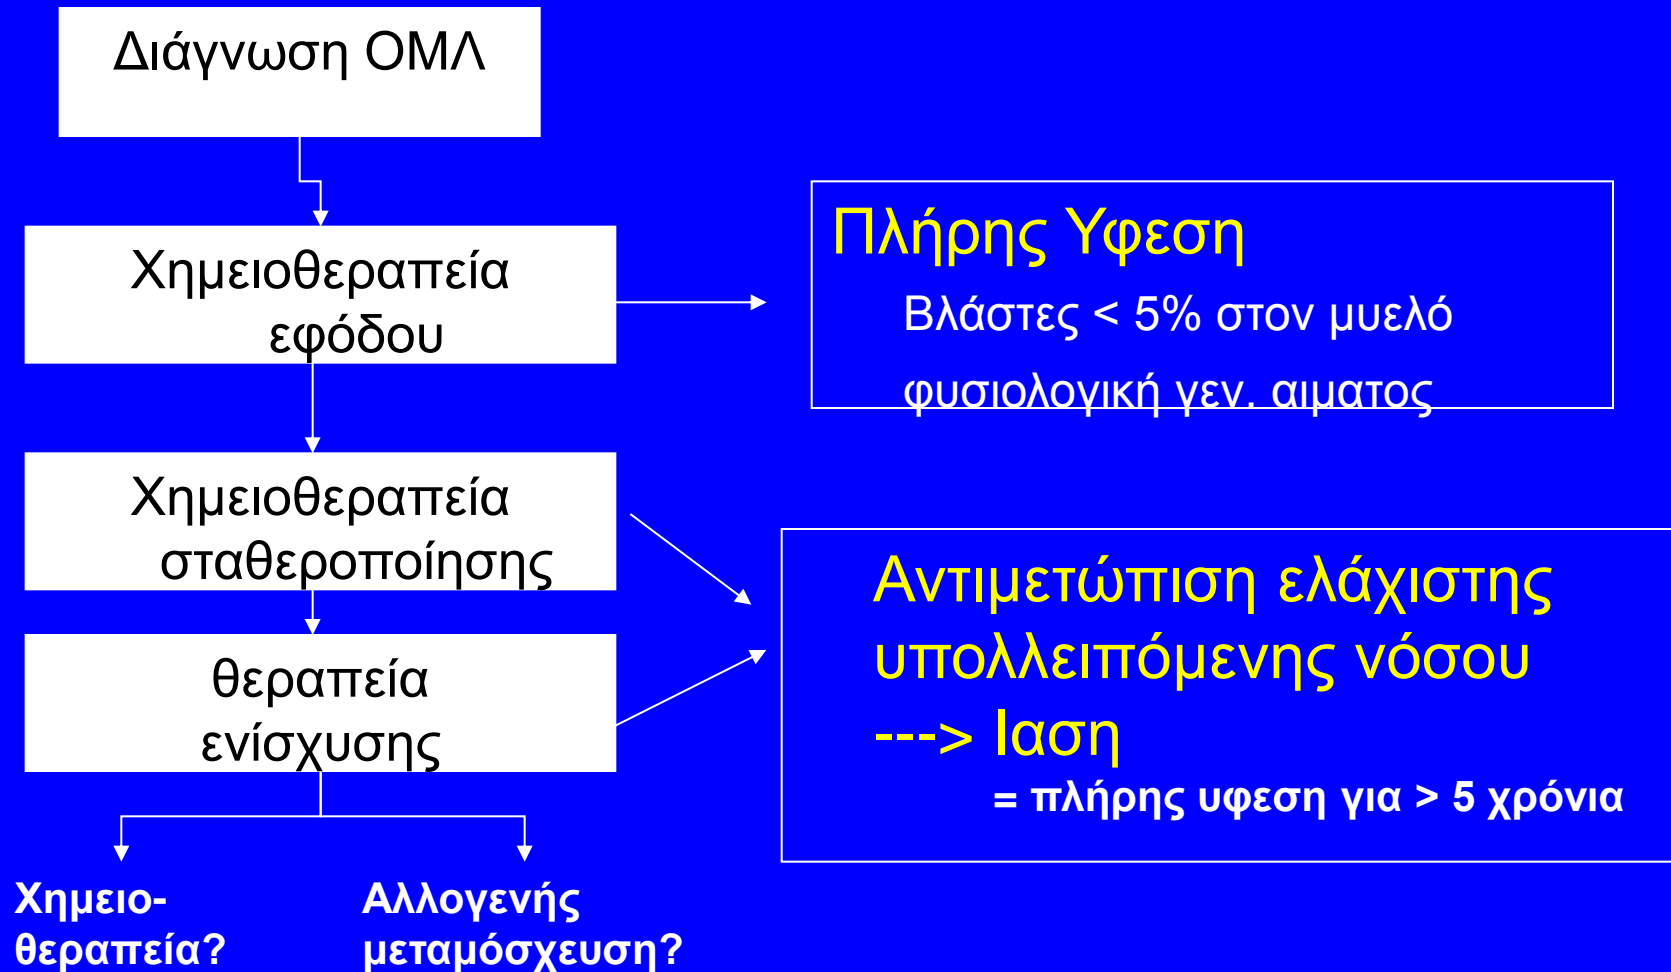 Διάγνωση ΟΜΛ
Χημειοθεραπεία
εφόδου
Πλήρης Υφεση
Βλάστες < 5% στον μυελό
φυσιολογική γεν. αιματος
Χημειοθεραπεία
σταθεροποίησης
Αντιμετώπιση ελάχιστης
υπολλειπόμενης νόσου
---> Ιαση
= πλήρης υφεση για > 5 χρόνια
θεραπεία
ενίσχυσης
Χημειο-
θεραπεία?
Αλλογενής
μεταμόσχευση?